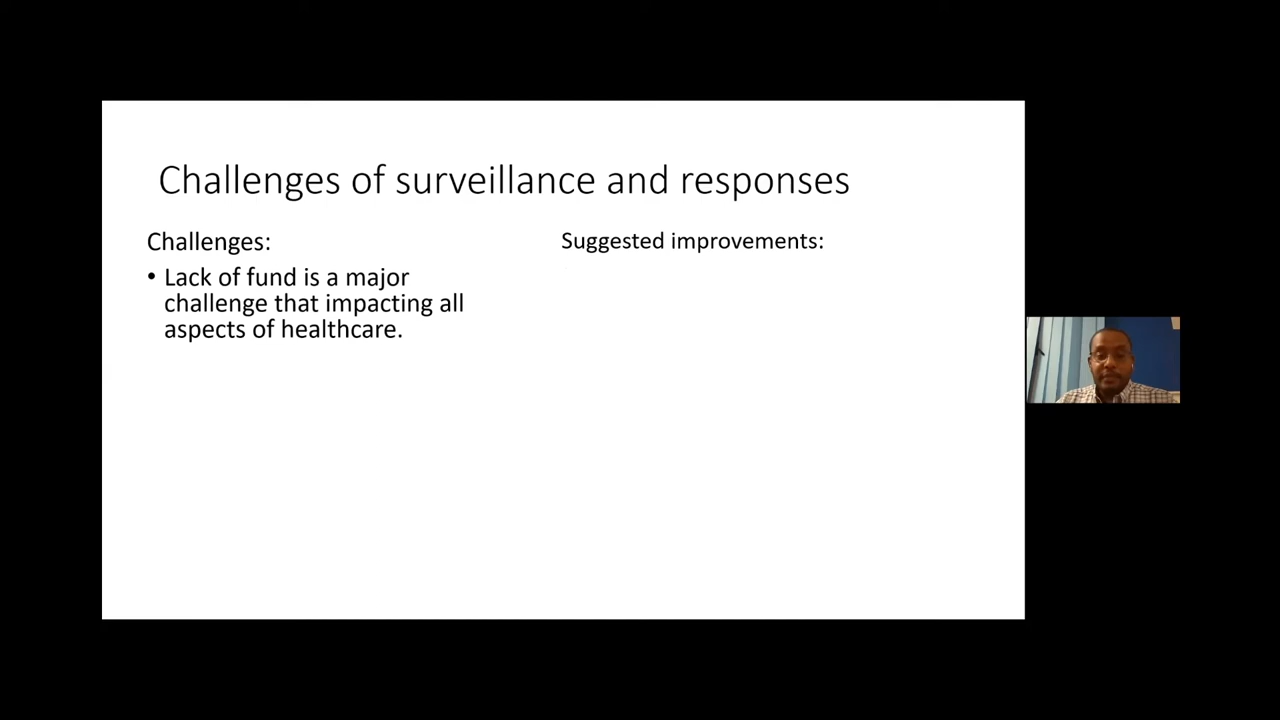 Challenges of surveillance and responses
Challenges:
• Lack of fund is a major
challenge that impacting all
aspects of healthcare.
Suggested improvements: